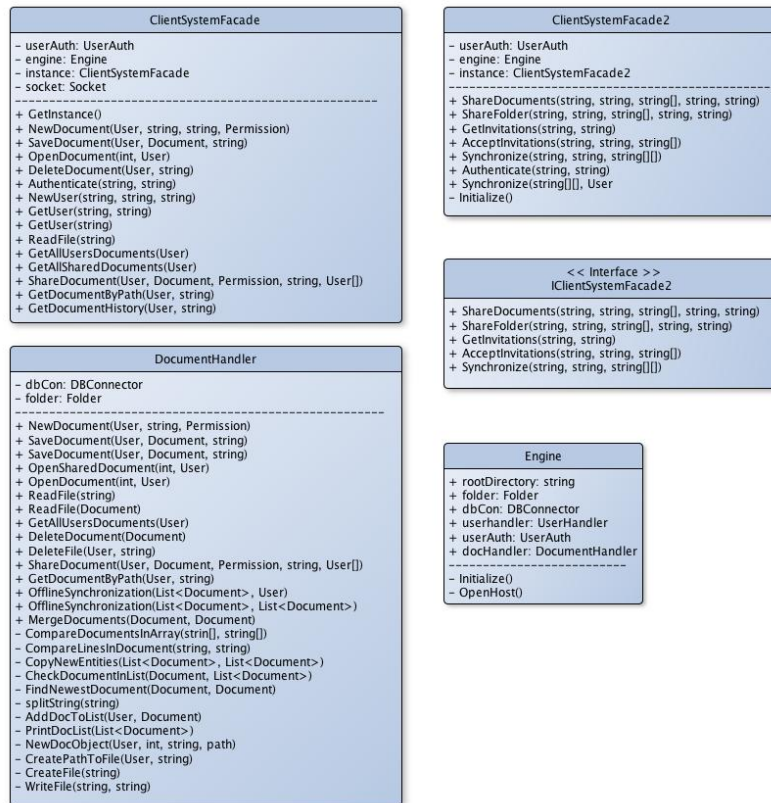 ClientSystemFacade
- userAuth: UserAuth
- engine: Engine
- instance: ClientSystemFacade
- socket: Socket
+ GetInstance()
+ NewDocument(User, string, string, Permission)
+ SaveDocument(User, Document, string)
+ OpenDocument(int, User)
+ DeleteDocument(User, string)
+ Authenticate(string, string)
+ NewUser(string, string, string)
+ GetUser(string, string)
+ GetUser(string)
+ ReadFile(string)
+ GetAllUsersDocuments(User)
+ GetAllSharedDocuments(User)
+ ShareDocument(User, Document, Permission, string, User[])
+ GetDocumentByPath(User, string)
+ GetDocumentHistory(User, string)
DocumentHandler
- dbCon: DBConnector
- folder: Folder
+ NewDocument(User, string, Permission)
+ SaveDocument(User, Document, string)
+ SaveDocument(User, Document, string)
+ OpenSharedDocument(int, User)
+ OpenDocument(int, User)
+ ReadFile(string)
+ ReadFile(Document)
+ GetAllUsersDocuments(User)
+ DeleteDocument(Document)
+ DeleteFile(User, string)
+ ShareDocument(User, Document, Permission, string, User[])
+ GetDocumentByPath(User, string)
+ OfflineSynchronization(List<Document>, User)
+ OfflineSynchronization(List<Document>, List<Document>)
+ MergeDocuments(Document, Document)
- CompareDocumentsInArray(strin[], string[])
- CompareLinesInDocument(string, string)
- CopyNewEntities(List<Document>, List<Document>)
- CheckDocumentInList(Document, List<Document>)
- FindNewestDocument(Document, Document)
- splitString(string)
- AddDocToList(User, Document)
- PrintDocList(List<Document>)
- NewDocObject(User, int, string, path)
- CreatePathToFile(User, string)
- CreateFile(string)
- WriteFile(string, string)
ClientSystemFacade2
- userAuth: UserAuth
- engine: Engine
- instance: ClientSystemFacade2
+ ShareDocuments(string, string, string[], string, string)
+ ShareFolder(string, string, string[], string, string)
+ GetInvitations(string, string)
+ AcceptInvitations(string, string, string[])
+ Synchronize(string, string, string[][])
+ Authenticate(string, string)
+ Synchronize(string[][], User
- Initialize()
<< Interface >>
IClientSystemFacade2
+ ShareDocuments(string, string, string[], string, string)
+ ShareFolder(string, string, string[], string, string)
+ GetInvitations(string, string)
+ AcceptInvitations(string, string, string[])
+ Synchronize(string, string, string[][])
Engine
+ rootDirectory: string
+ folder: Folder
+ dbCon: DBConnector
+ userhandler: UserHandler
+ userAuth: UserAuth
+ docHandler: DocumentHandler
- Initialize()
- OpenHost()